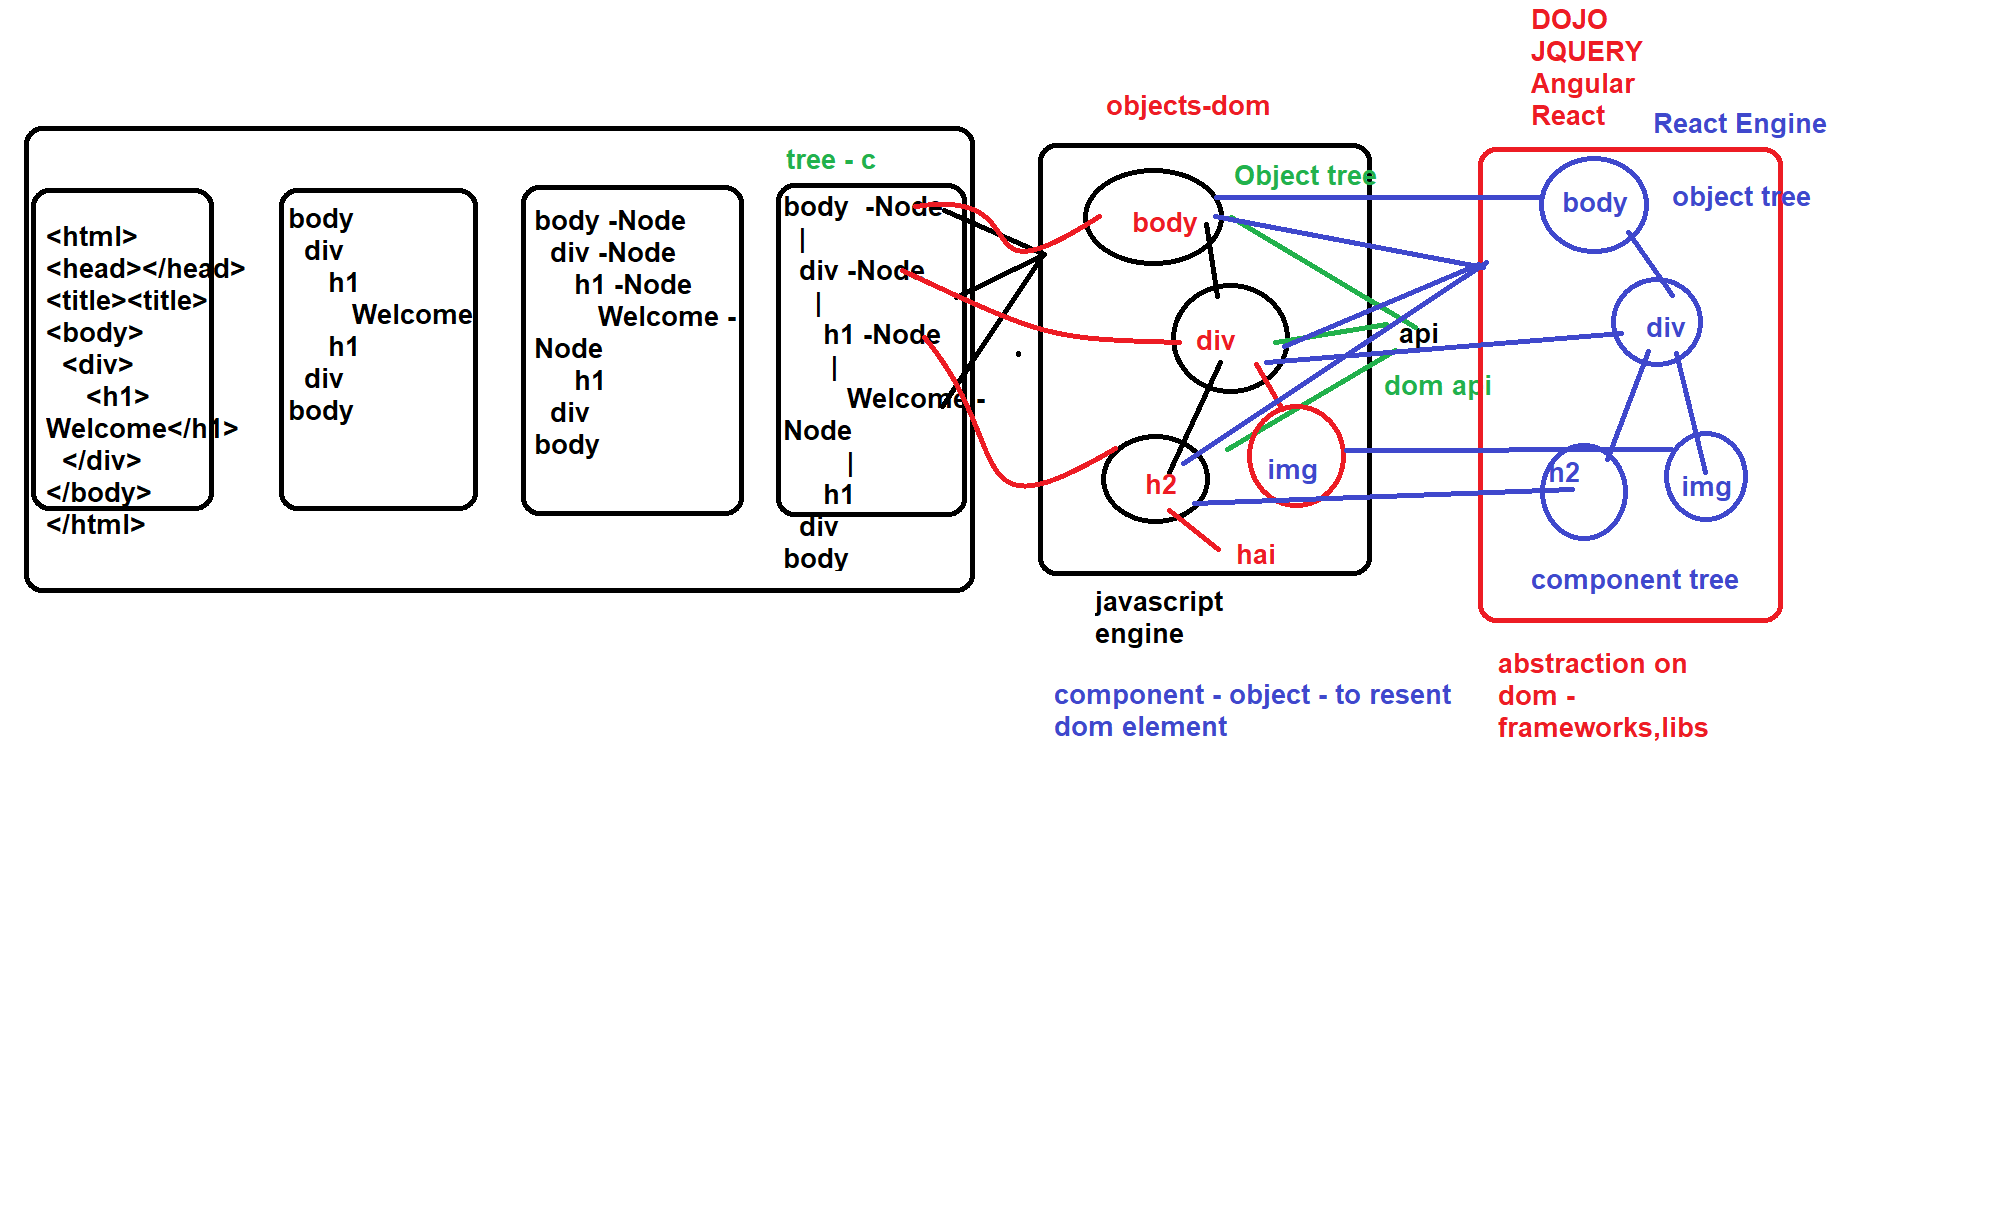 DOJO
JQUERY
Angular
React
React Engine
objects-dom
tree - c
<html>
<head></head>
<title><title>
<body>
<div>
<h1>
Welcome</h1>
</div>
</body>
</html>
body
div
h1
Welcome
h1
div
body
body -Node
div -Node
h1 -Node
Welcome -
Node
h1
div
body
body -Node
|
div -Node
|
h1 -Node
|
Welcome -
Node
|
h1
div
body
Object tree
body
div
h2
img
hai
api
dom api
javascript
engine
component - object - to resent
dom element
body
object tree
div
h2
img
component tree
abstraction on
dom -
frameworks,libs